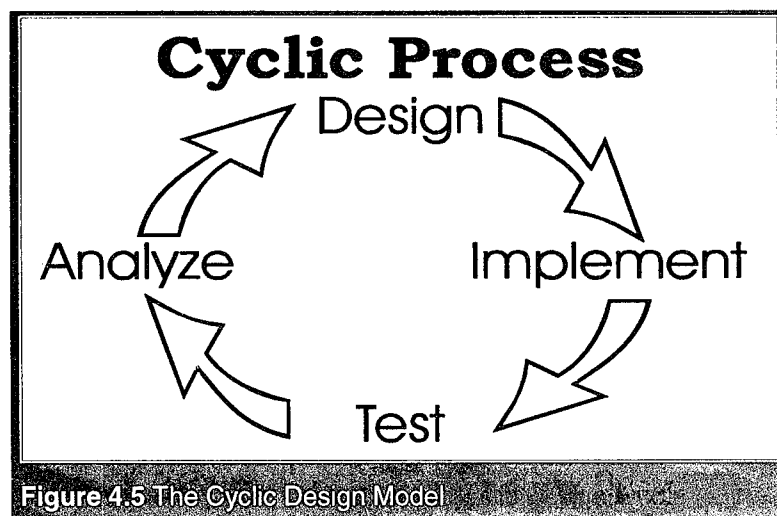 Cyclic Process
Design
Analyze
Implement
Test
Figure 4.5 The Cyclic Design Model